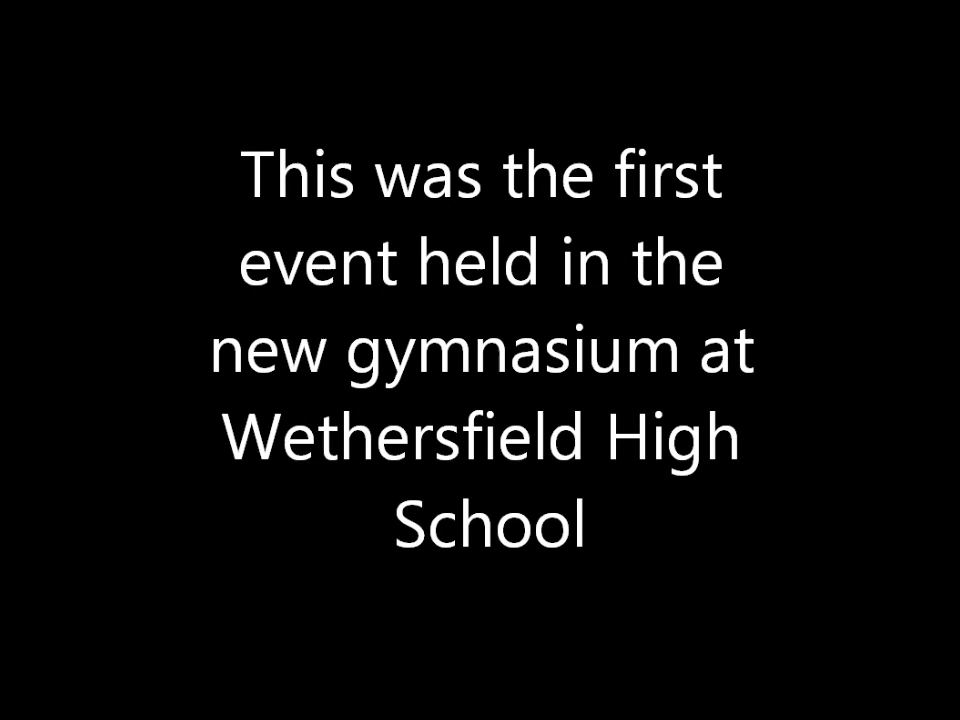 This was the first
event held in the
new gymnasium at
Wethersfield High
School